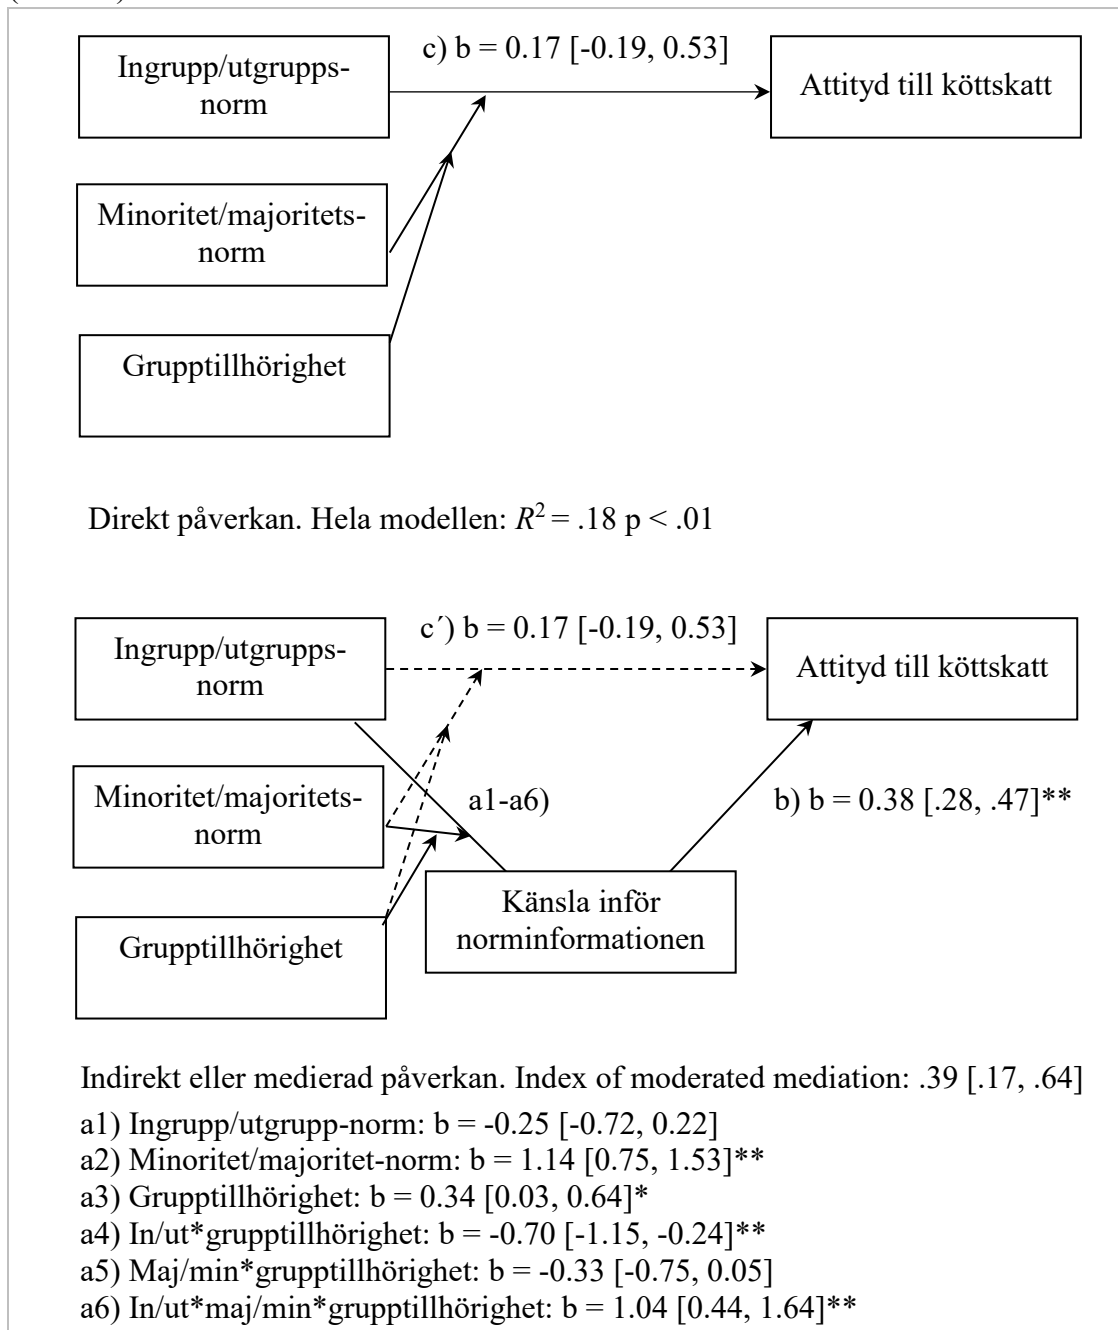 c) b = 0.17 [-0.19, 0.53]
Ingrupp/utgrupps-
norm
Attityd till köttskatt
Minoritet/majoritets-
norm
Grupptillhörighet
Direkt påverkan. Hela modellen: R² = .18 p < .01
c´) b = 0.17 [-0.19, 0.53]
Ingrupp/utgrupps-
norm
Attityd till köttskatt
Minoritet/majoritets-
norm
a1-a6)
b) b = 0.38 [.28, .47]**
Känsla inför
norminformationen
Grupptillhörighet
Indirekt eller medierad påverkan. Index of moderated mediation: .39 [.17, .64]
a1) Ingrupp/utgrupp-norm: b = -0.25 [-0.72, 0.22]
a2) Minoritet/majoritet-norm: b = 1.14 [0.75, 1.53]**
a3) Grupptillhörighet: b = 0.34 [0.03, 0.64]*
a4) In/ut*grupptillhörighet: b = -0.70 [-1.15, -0.24]**
a5) Maj/min*grupptillhörighet: b = -0.33 [-0.75, 0.05]
a6) In/ut*maj/min*grupptillhörighet: b = 1.04 [0.44, 1.64]**